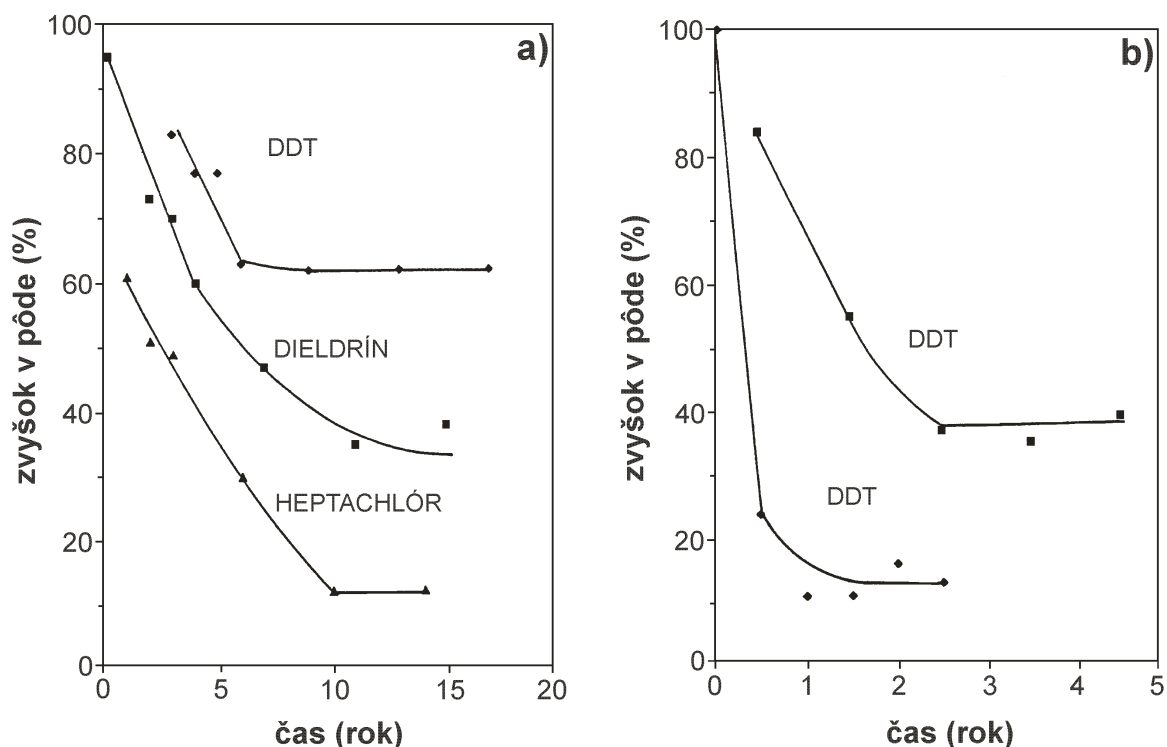 a)
100
80
60
40
20
0
zvyšok v pôde (%)
DDT
DIELDRÍN
HEPTACHLÓR
0 5 10 15 20
čas (rok)
b)
100
80
60
40
20
0
zvyšok v pôde (%)
DDT
DDT
0 1 2 3 4 5
čas (rok)